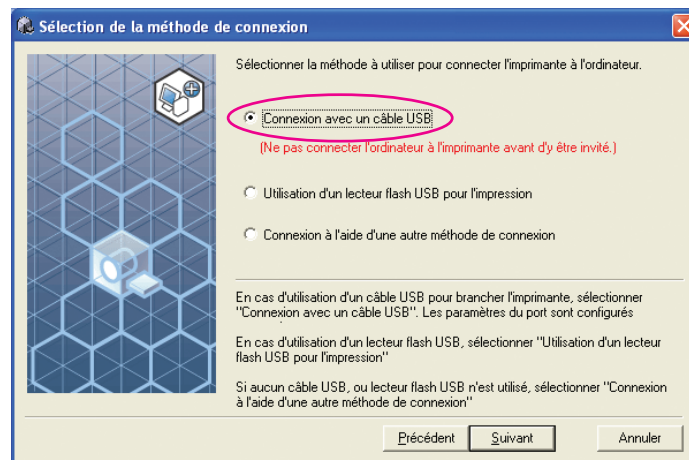 Sélection de la méthode de connexion
Sélectionner la méthode à utiliser pour connecter l'imprimante à l'ordinateur.
Connexion avec un câble USB
(Ne pas connecter l'ordinateur à l'imprimante avant d'y être invité.)
Utilisation d'un lecteur flash USB pour l'impression
Connexion à l'aide d'une autre méthode de connexion
En cas d'utilisation d'un câble USB pour brancher l'imprimante, sélectionner
"Connexion avec un câble USB". Les paramètres du port sont configurés
En cas d'utilisation d'un lecteur flash USB, sélectionner "Utilisation d'un lecteur
flash USB pour l'impression"
Si aucun câble USB, ou lecteur flash USB n'est utilisé, sélectionner "Connexion
à l'aide d'une autre méthode de connexion"
Précédent
Suivant
Annuler